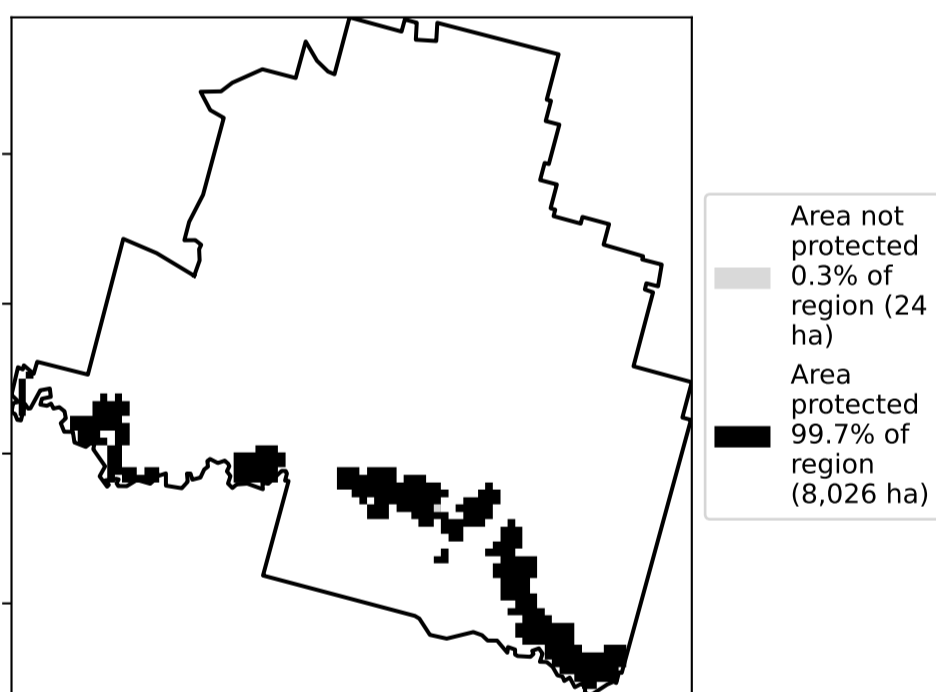 Area not
protected
0.3% of
region (24
ha)
Area
protected
99.7% of
region
(8,026 ha)